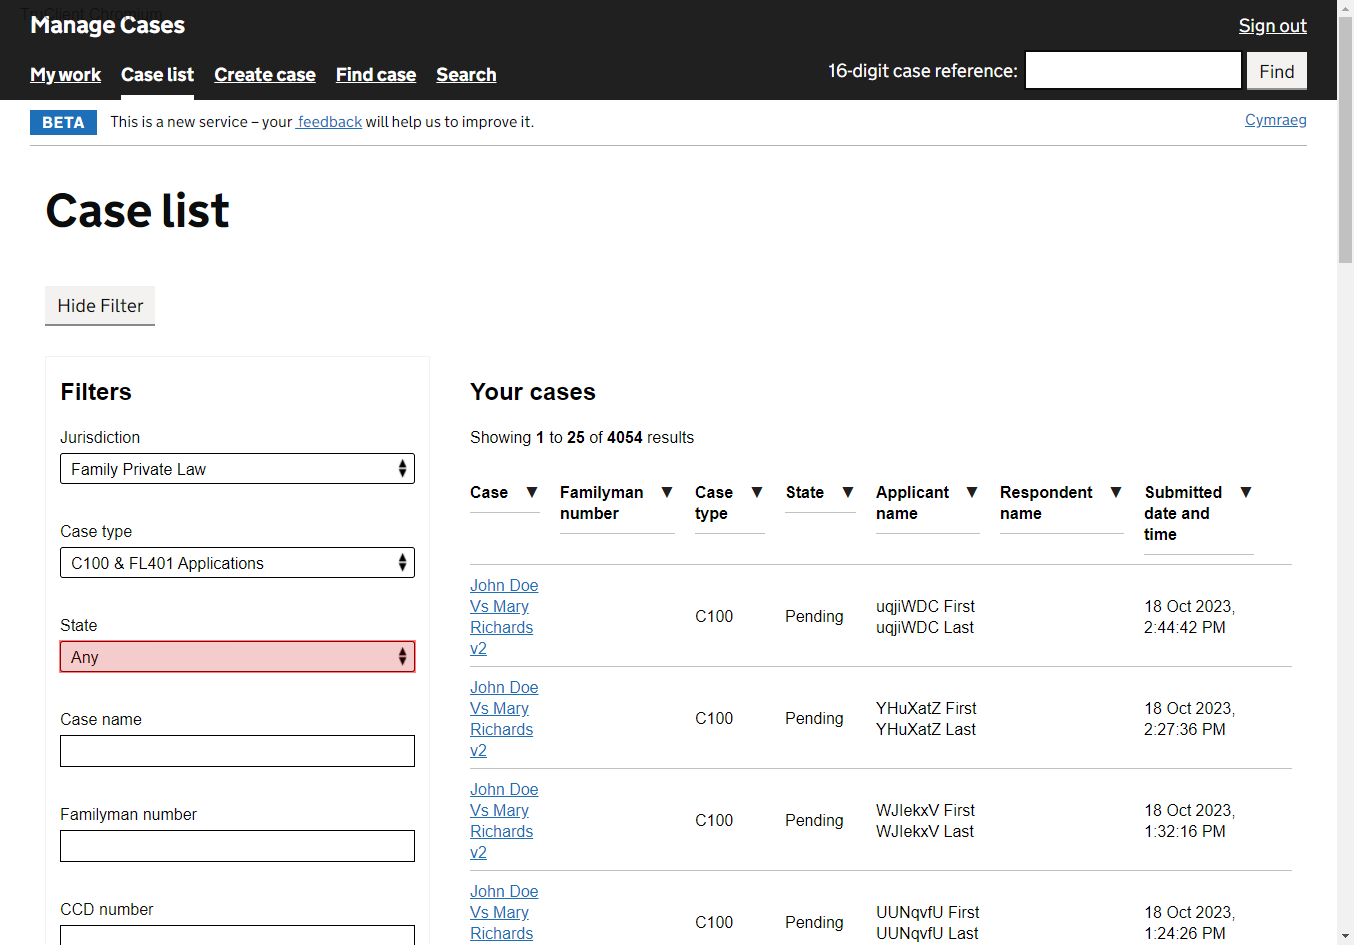 TruClient Chromium
Manage Cases
Sign out
My work Case list Create case Find case Search
16-digit case reference: Find
BETA This is a new service – your feedback will help us to improve it.
Cymraeg
Case list
Hide Filter
Filters
Jurisdiction
Family Private Law
Case type
C100 & FL401 Applications
State
Any
Case name
Familyman number
CCD number
Your cases
Showing 1 to 25 of 4054 results
Case ▼ Familyman ▼ Case ▼ State ▼ Applicant ▼ Respondent ▼ Submitted ▼
number type name name date and
time
John Doe
Vs Mary C100 Pending uqjiWDC First 18 Oct 2023,
Richards uqjiWDC Last 2:44:42 PM
v2
John Doe
Vs Mary C100 Pending YHuXatZ First 18 Oct 2023,
Richards YHuXatZ Last 2:27:36 PM
v2
John Doe
Vs Mary C100 Pending WJIekxV First 18 Oct 2023,
Richards WJIekxV Last 1:32:16 PM
v2
John Doe
Vs Mary C100 Pending UUNqvfU First 18 Oct 2023,
Richards UUNqvfU Last 1:24:26 PM